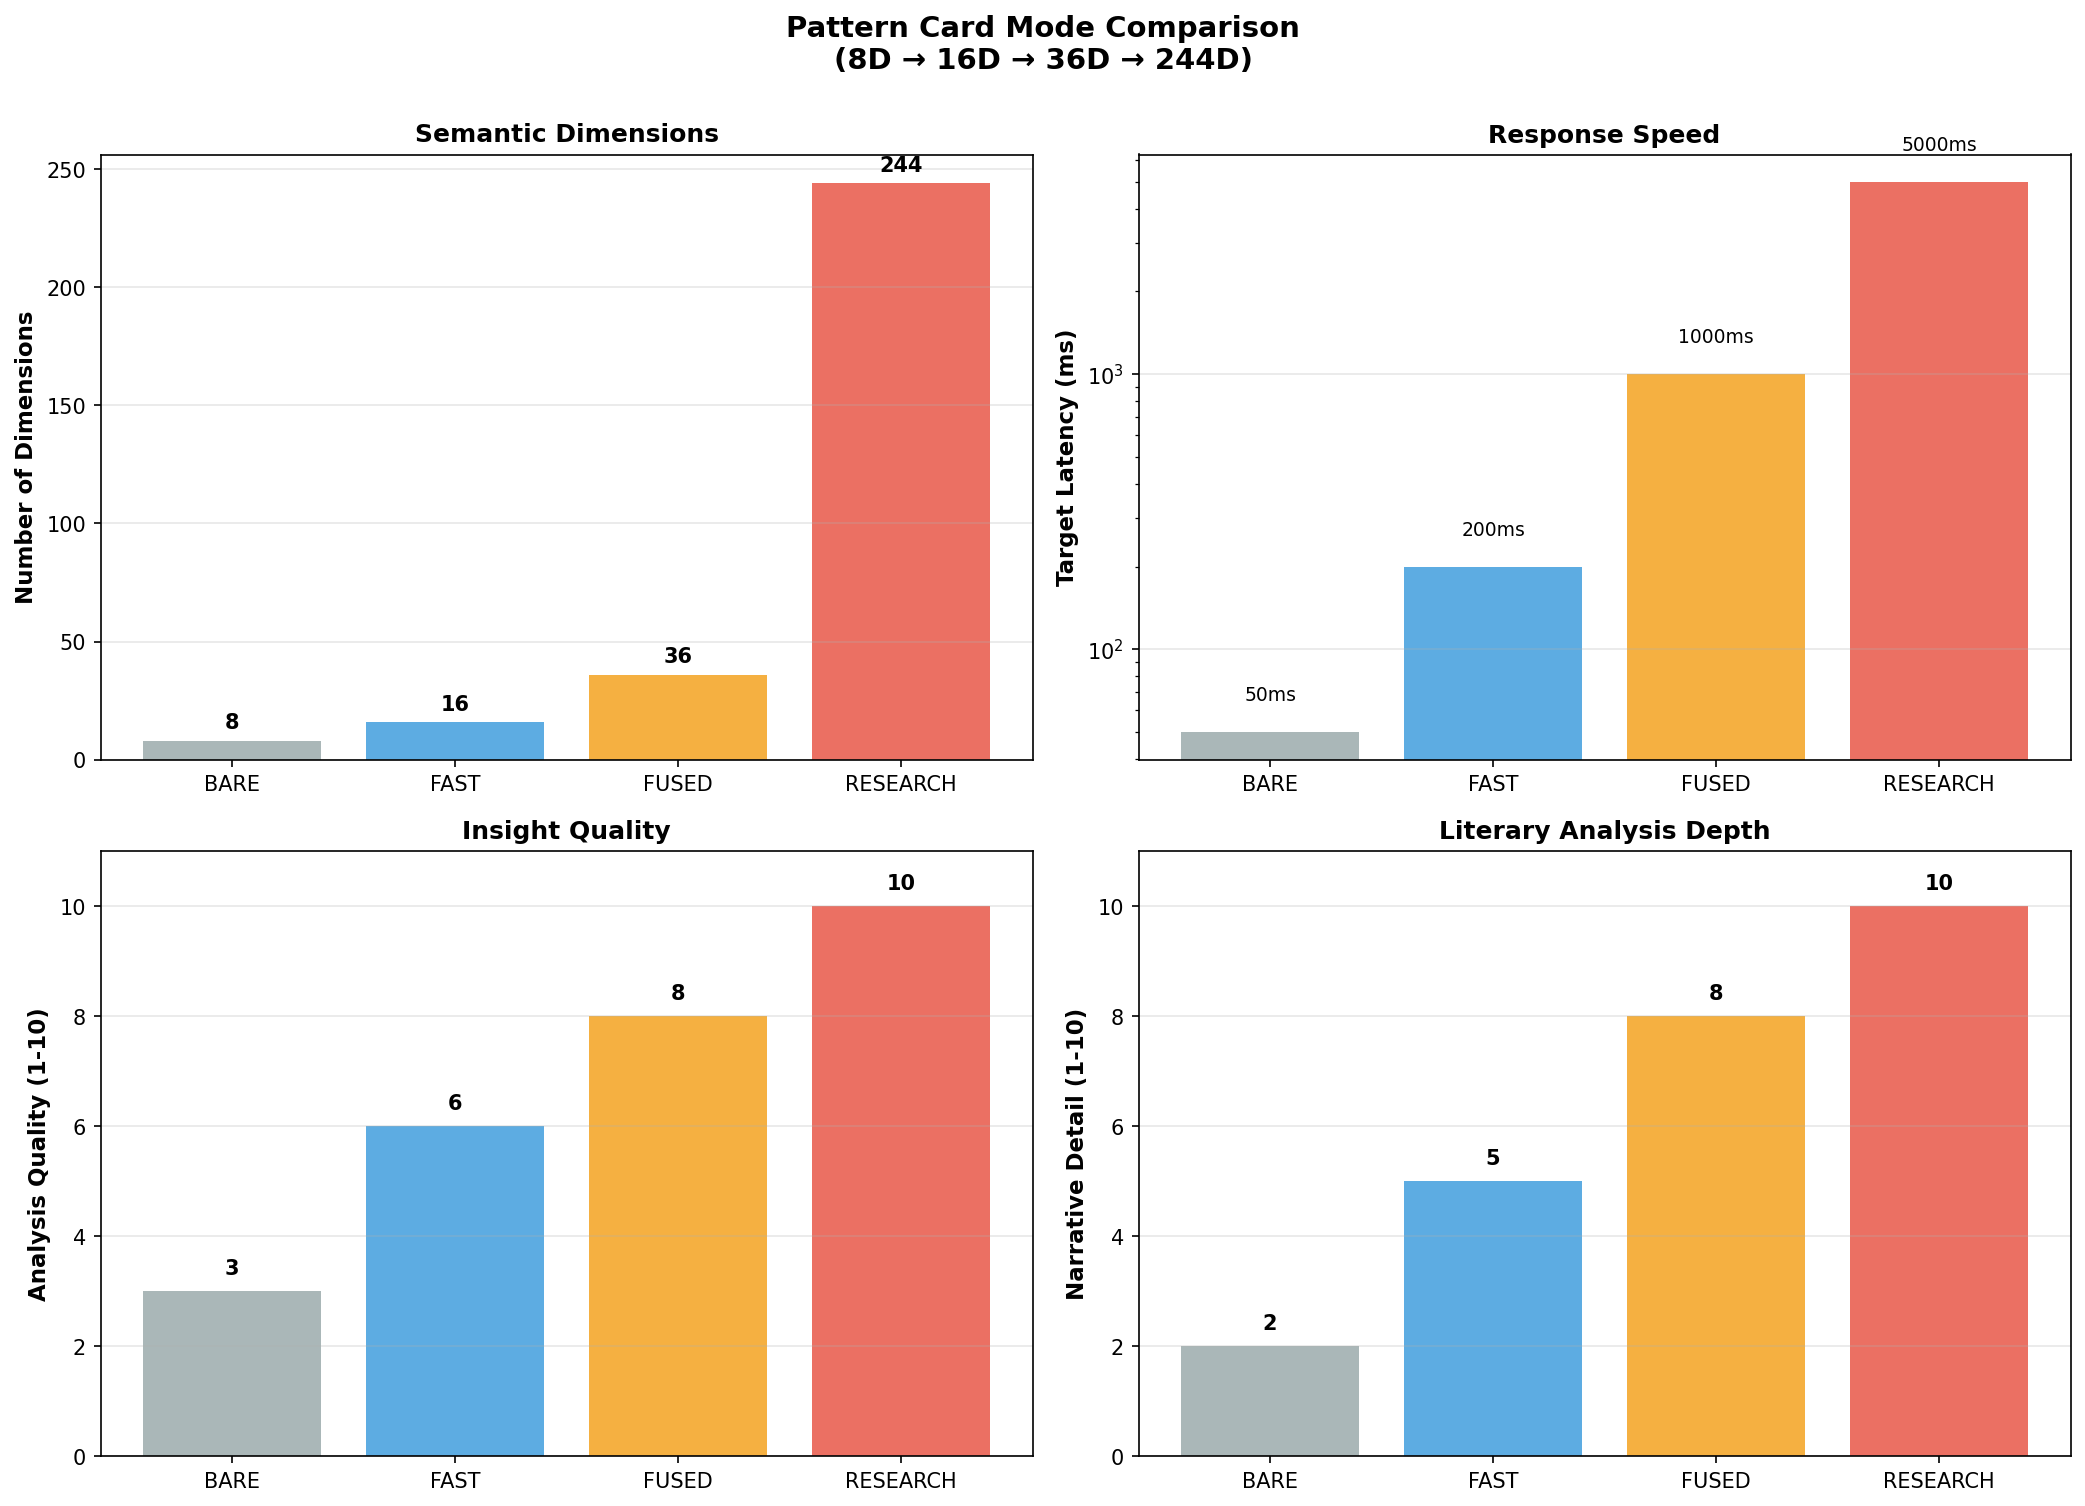 Pattern Card Mode Comparison
(8D → 16D → 36D → 244D)
Semantic Dimensions
Number of Dimensions
250
200
150
100
50
0
244
36
16
8
BARE FAST FUSED RESEARCH
Response Speed
Target Latency (ms)
10³
10²
5000ms
1000ms
200ms
50ms
BARE FAST FUSED RESEARCH
Insight Quality
Analysis Quality (1-10)
10
8
6
4
2
0
10
8
6
3
BARE FAST FUSED RESEARCH
Literary Analysis Depth
Narrative Detail (1-10)
10
8
6
4
2
0
10
8
5
2
BARE FAST FUSED RESEARCH